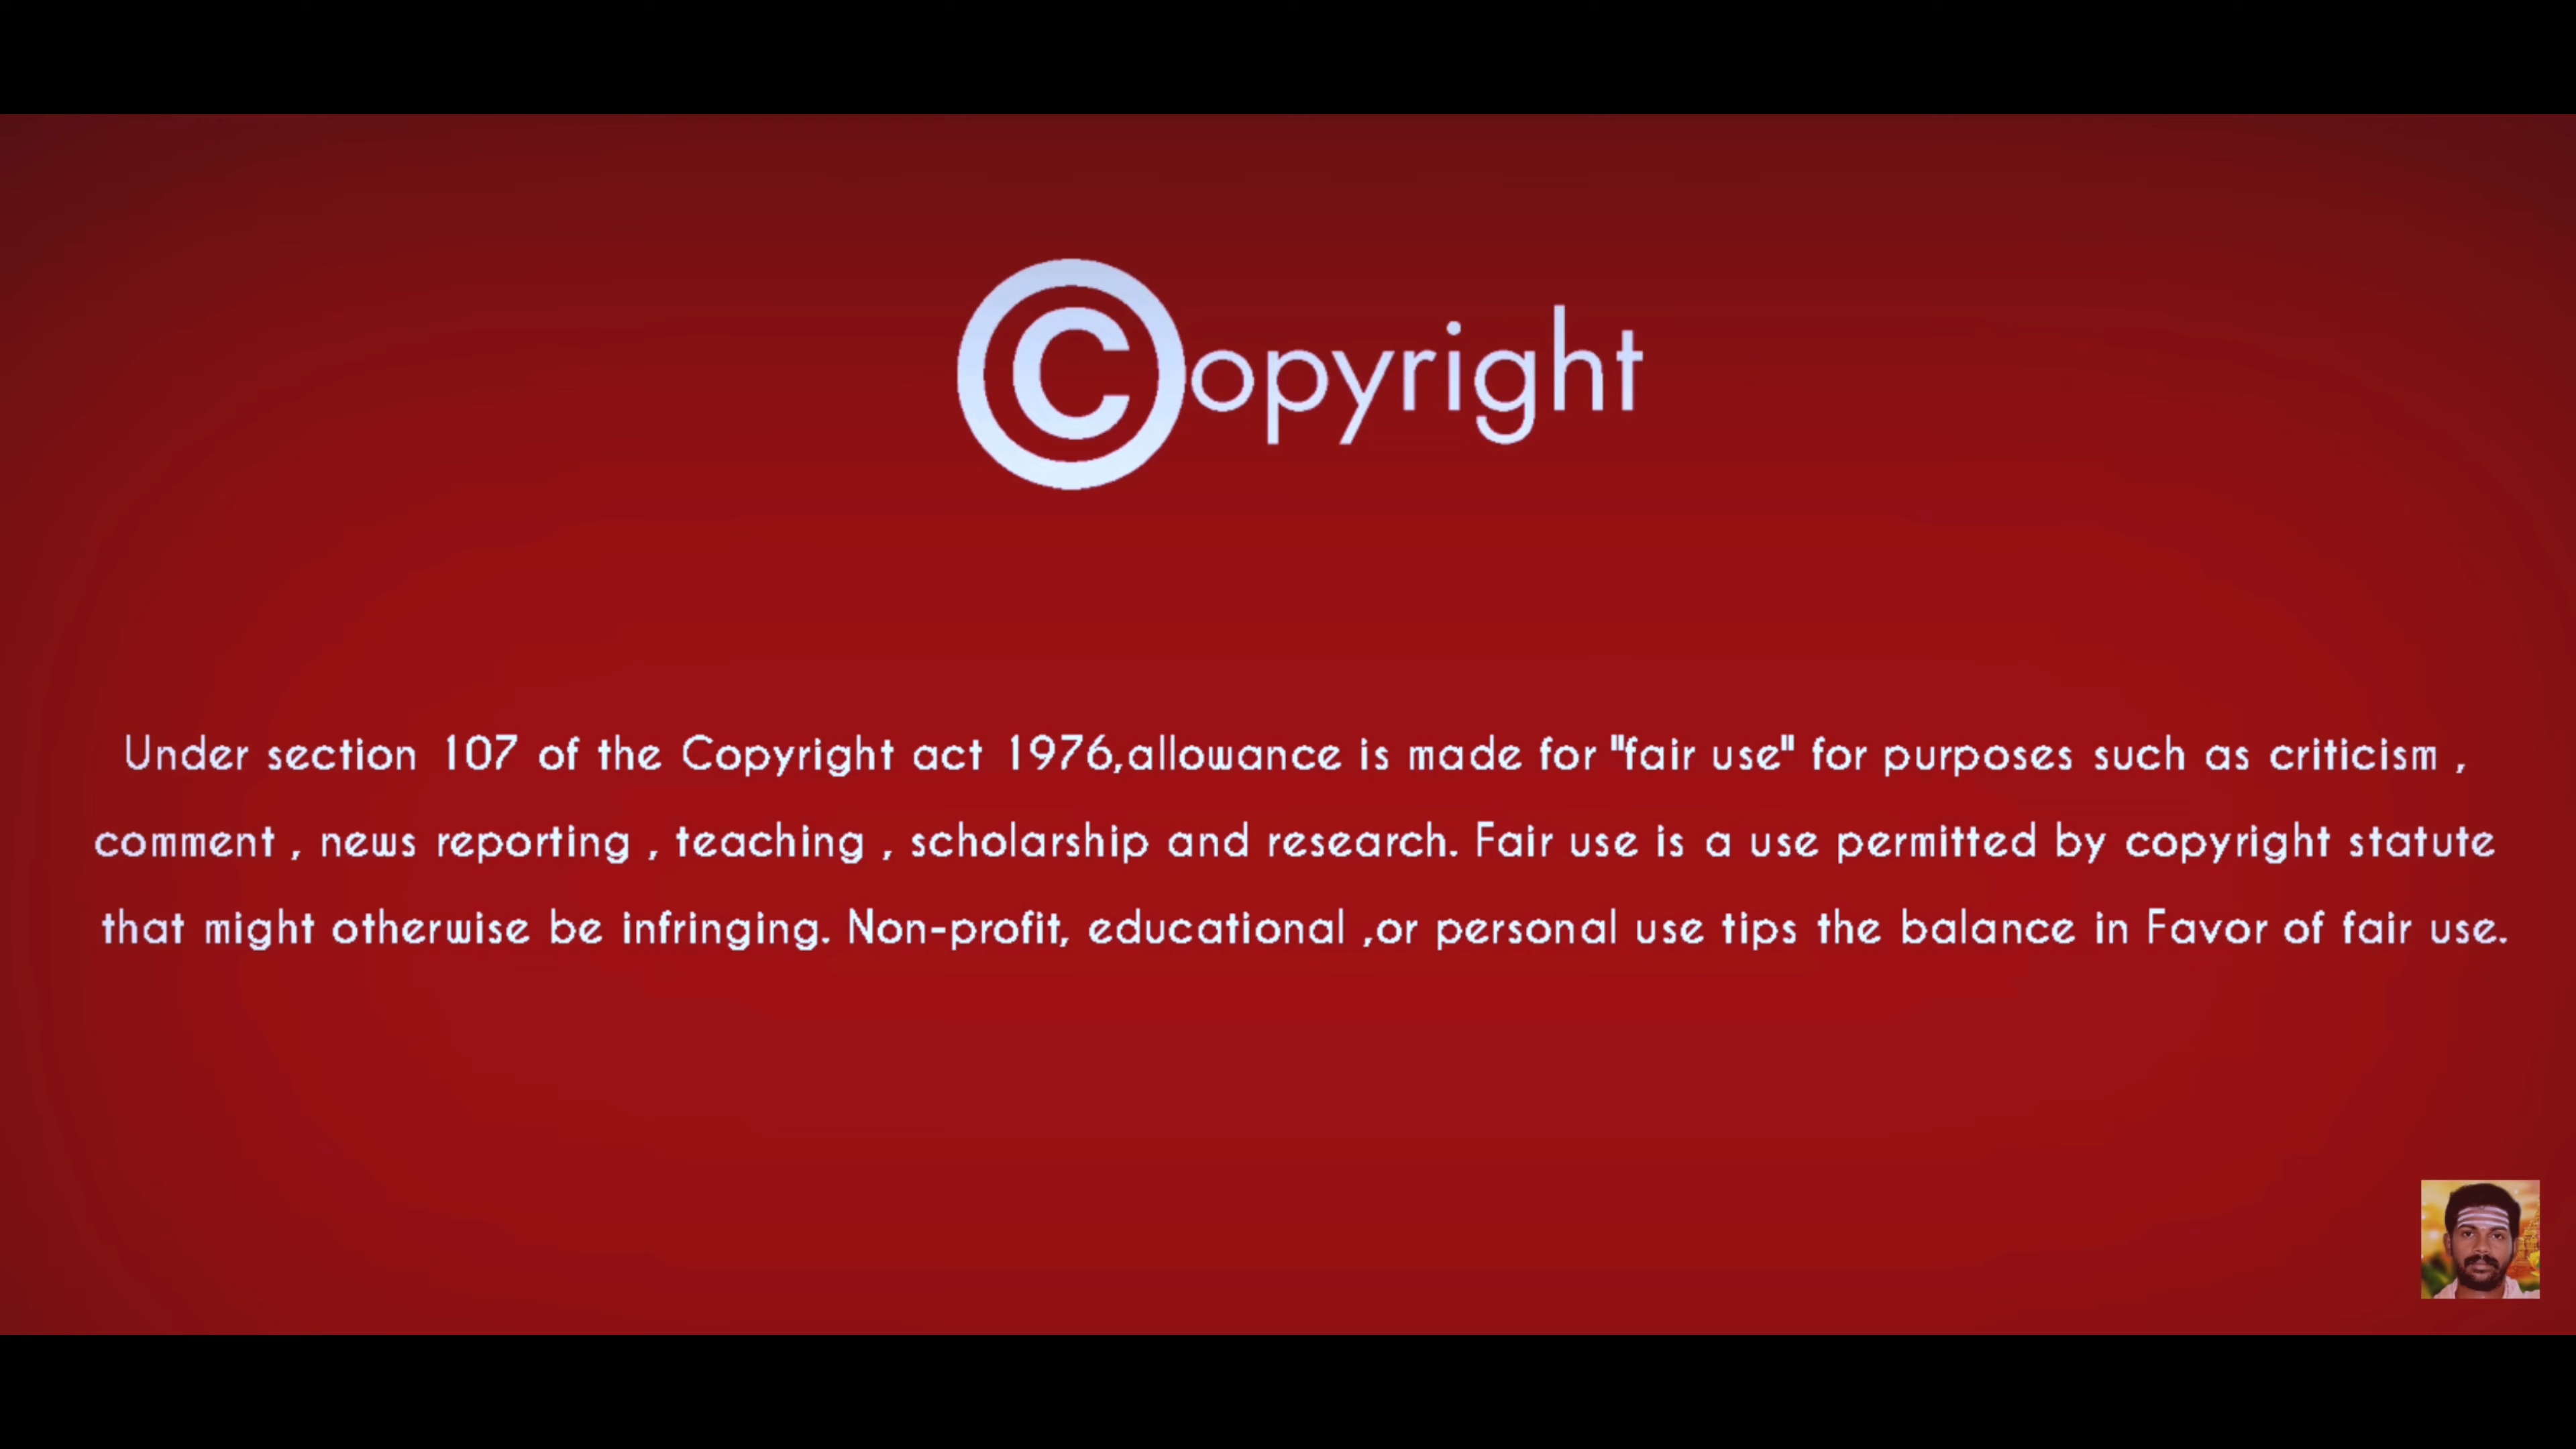 ©opyright
Under section 107 of the Copyright act 1976,allowance is made for "fair use" for purposes such as criticism ,
comment , news reporting , teaching , scholarship and research. Fair use is a use permitted by copyright statute
that might otherwise be infringing. Non-profit, educational ,or personal use tips the balance in Favor of fair use.